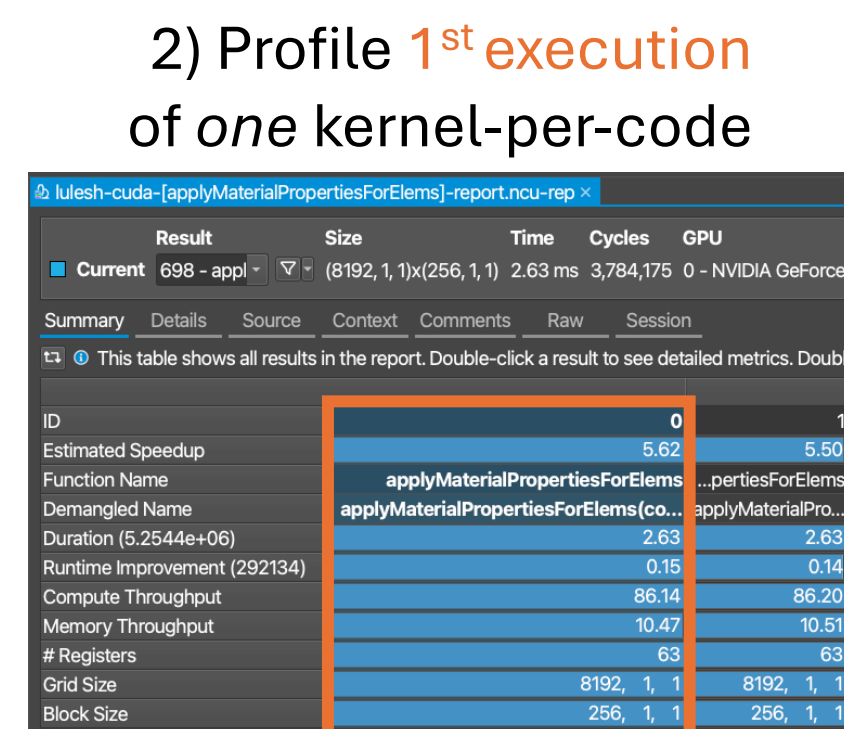 2) Profile 1st execution
of one kernel-per-code
lulesh-cuda-[applyMaterialPropertiesForElems]-report.ncu-rep ×
Result Size Time Cycles GPU
Current 698 - appl (8192, 1, 1)x(256, 1, 1) 2.63 ms 3,784,175 0 - NVIDIA GeForce
Summary Details Source Context Comments Raw Session
This table shows all results in the report. Double-click a result to see detailed metrics. Doubl
ID 0 1
Estimated Speedup 5.62 5.50
Function Name applyMaterialPropertiesForElems ...pertiesForElems
Demangled Name applyMaterialPropertiesForElems(co... applyMaterialPro...
Duration (5.2544e+06) 2.63 2.63
Runtime Improvement (292134) 0.15 0.14
Compute Throughput 86.14 86.20
Memory Throughput 10.47 10.51
# Registers 63 63
Grid Size 8192, 1, 1 8192, 1, 1
Block Size 256, 1, 1 256, 1, 1